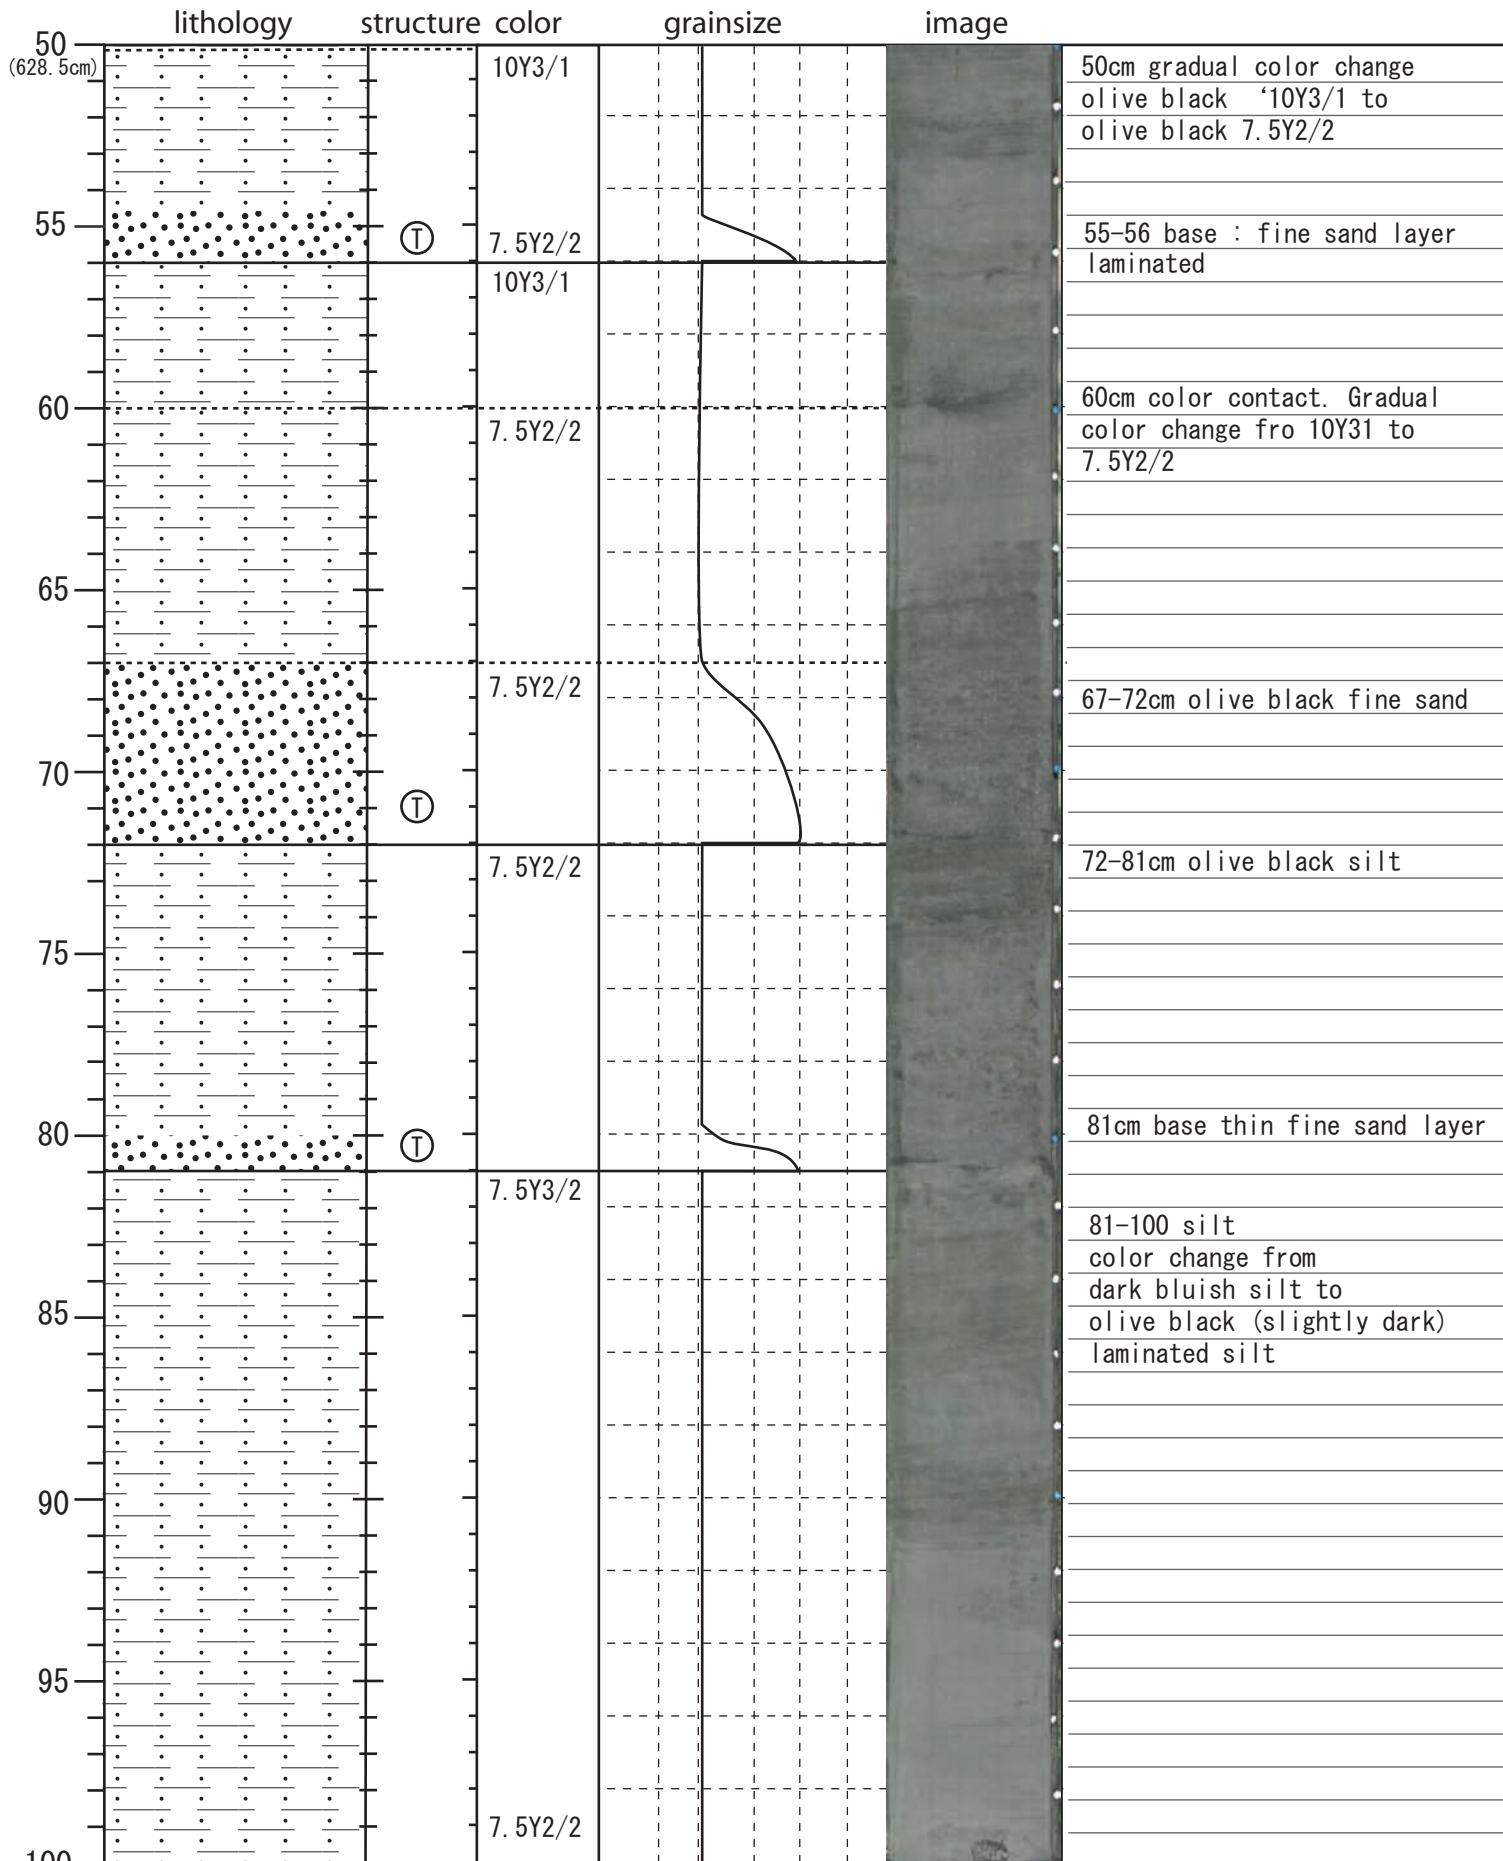 lithology structure color grainsize image
50
(628.5cm)
10Y3/1
50cm gradual color change
olive black ‘10Y3/1 to
olive black 7.5Y2/2
55
T
7.5Y2/2
55-56 base : fine sand layer
laminated
10Y3/1
60
7.5Y2/2
60cm color contact. Gradual
color change fro 10Y31 to
7.5Y2/2
65
7.5Y2/2
67-72cm olive black fine sand
70
T
7.5Y2/2
72-81cm olive black silt
75
80
T
81cm base thin fine sand layer
7.5Y3/2
81-100 silt
color change from
dark bluish silt to
olive black (slightly dark)
laminated silt
85
90
95
7.5Y2/2
100